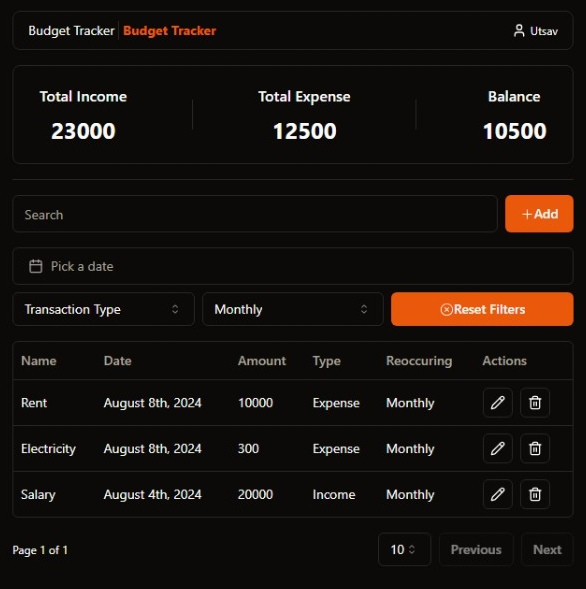 Budget Tracker Budget Tracker Utsav
Total Income Total Expense Balance
23000 12500 10500
Search +Add
Pick a date
Transaction Type Monthly Reset Filters
Name Date Amount Type Reoccuring Actions
Rent August 8th, 2024 10000 Expense Monthly
Electricity August 8th, 2024 300 Expense Monthly
Salary August 4th, 2024 20000 Income Monthly
Page 1 of 1 10 Previous Next